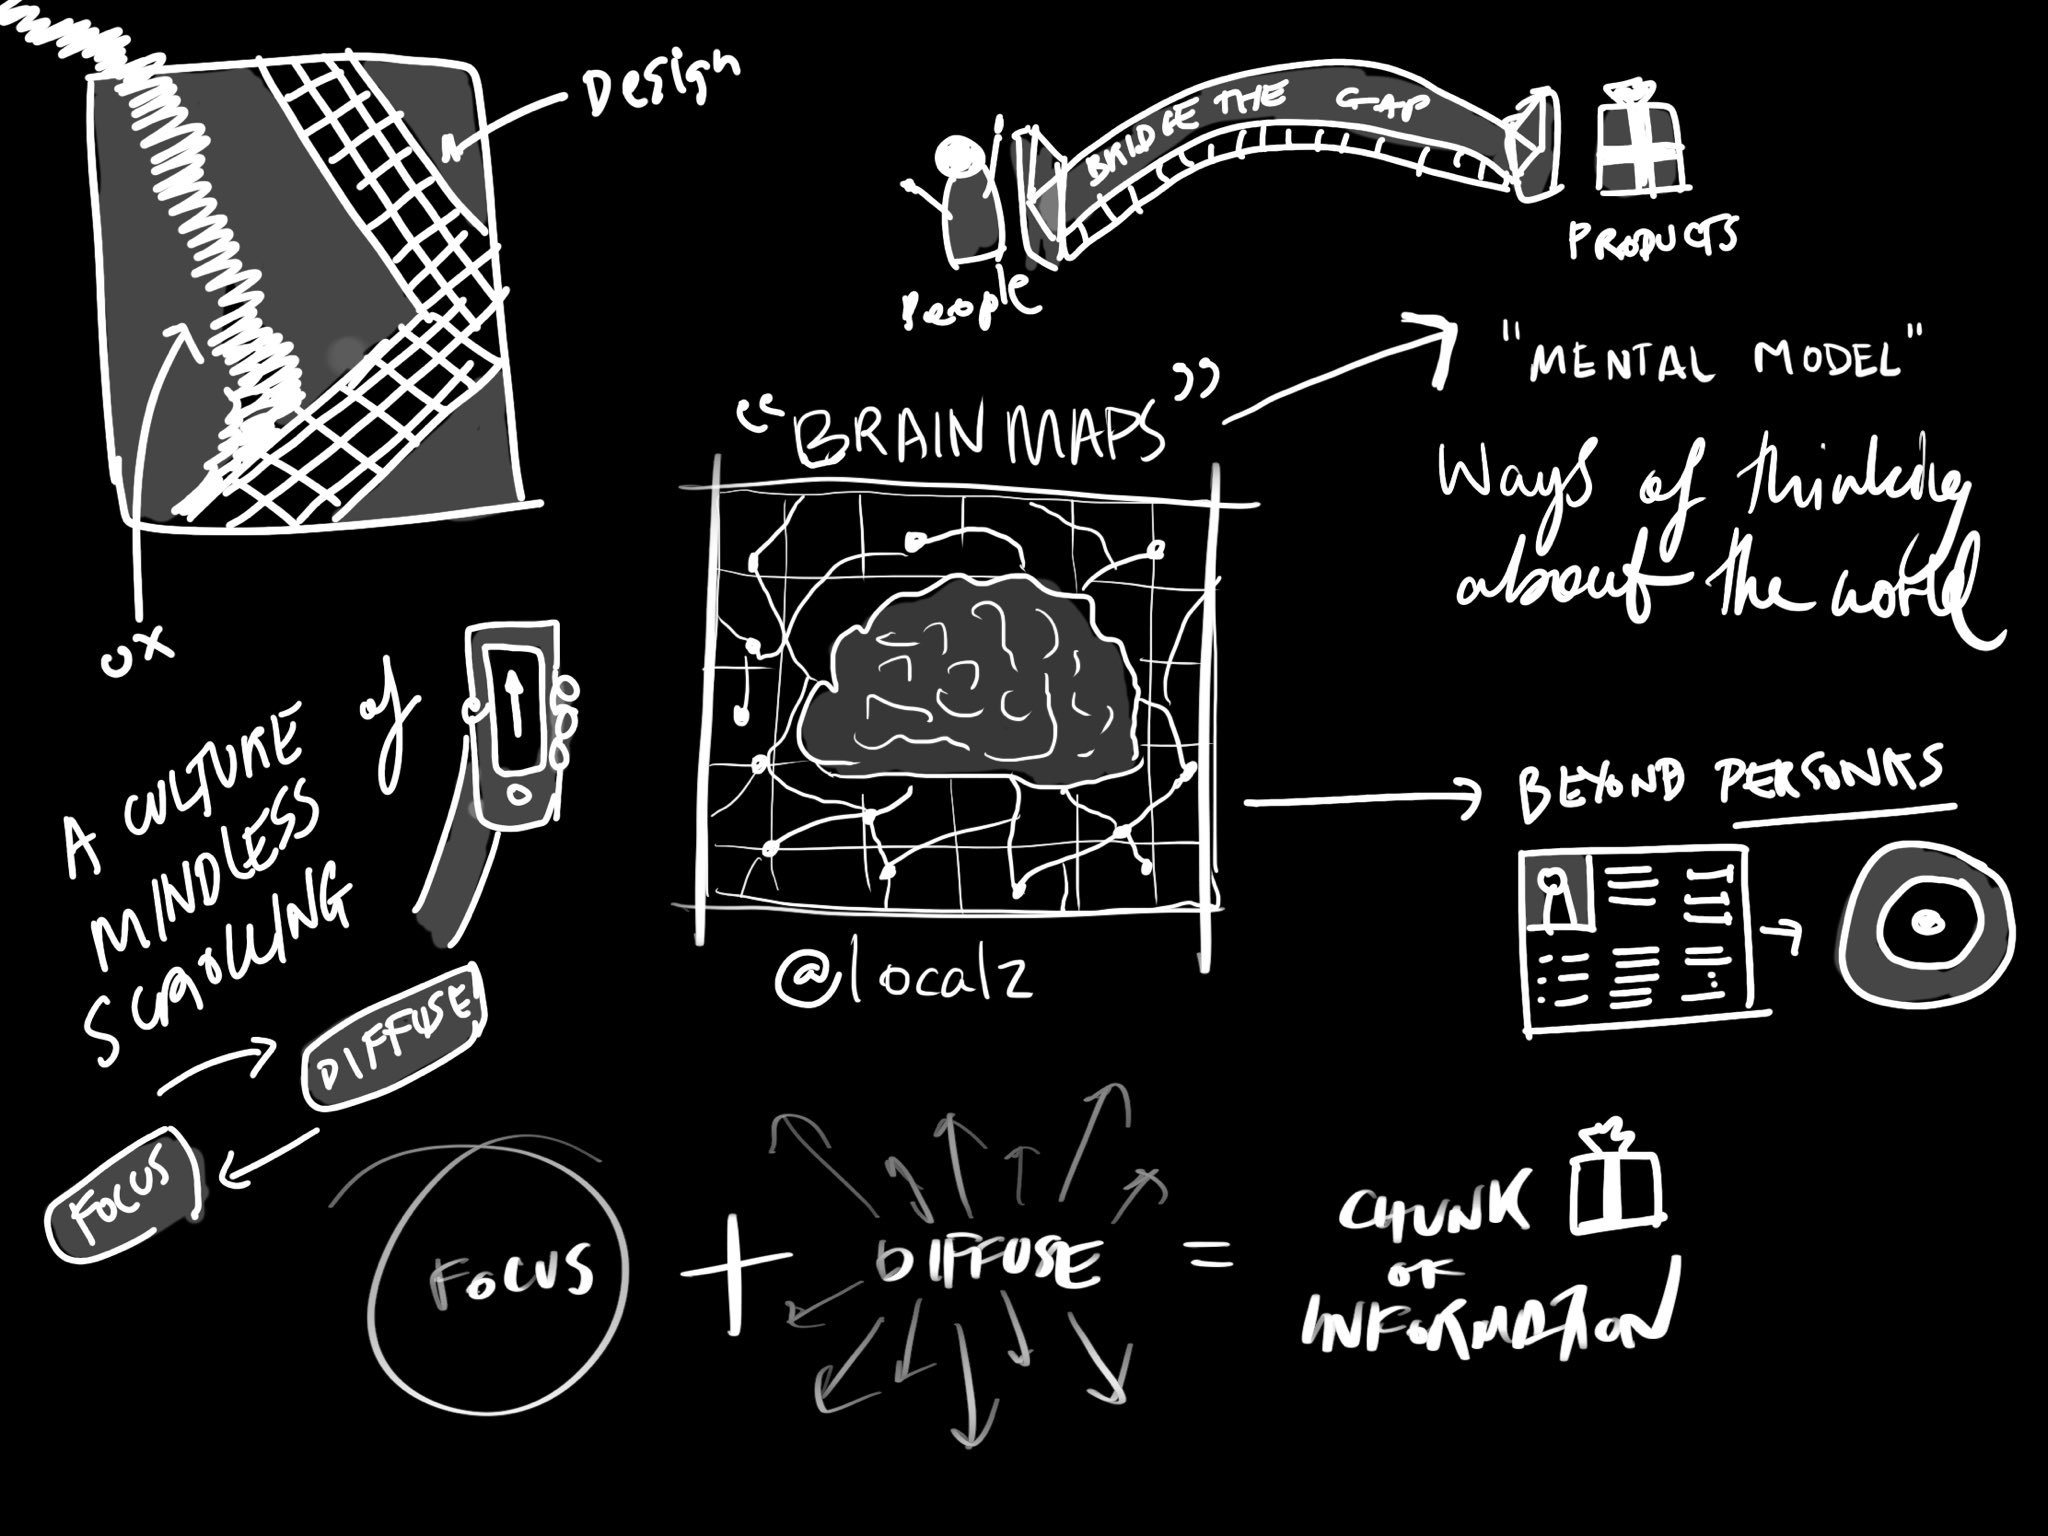 Design
BRIDGE THE GAP
People
PRODUCTS
UX
"BRAIN MAPS"
"MENTAL MODEL"
Ways of thinking
about the world
A CULTURE of
MINDLESS
SCROLLING
BEYOND PERSONAS
@localz
DIFFUSE
FOCUS
FOCUS + DIFFUSE = CHUNK
OF
INFORMATION